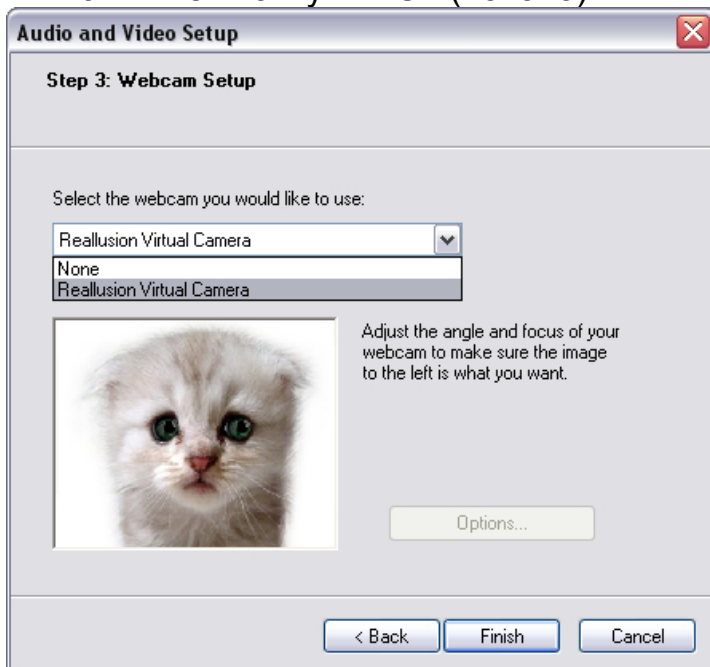 Audio and Video Setup
Step 3: Webcam Setup
Select the webcam you would like to use:
Reallusion Virtual Camera
None
Reallusion Virtual Camera
Adjust the angle and focus of your
webcam to make sure the image
to the left is what you want.
Options...
< Back
Finish
Cancel